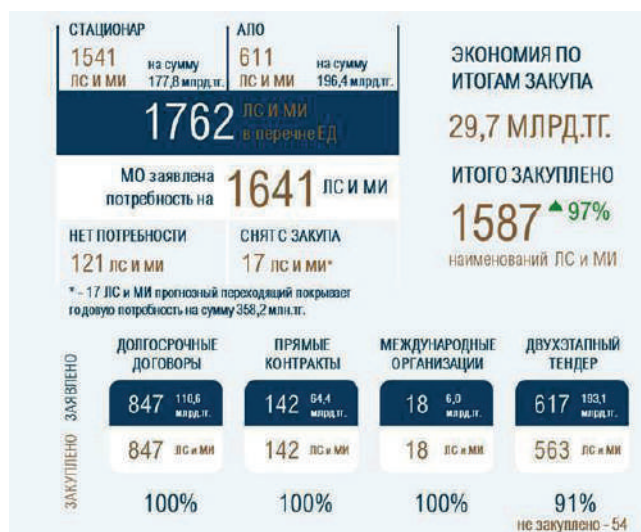 СТАЦИОНАР
1541
ЛС И МИ
на сумму
177,8 млрд.тг.
АПО
611
ЛС И МИ
на сумму
196,4 млрд.тг.
1762 ЛС И МИ
в перечне ЕД
МО заявлена
потребность на
1641 ЛС И МИ
НЕТ ПОТРЕБНОСТИ
121 ЛС И МИ
СНЯТ С ЗАКУПА
17 ЛС И МИ*
* - 17 ЛС и МИ прогнозный переходящий покрывает
годовую потребность на сумму 358,2 млн.тг.
ЭКОНОМИЯ ПО
ИТОГАМ ЗАКУПА
29,7 МЛРД.ТГ.
ИТОГО ЗАКУПЛЕНО
1587 97%
наименований ЛС и МИ
ЗАЯВЛЕНО
ЗАКУПЛЕНО
ДОЛГОСРОЧНЫЕ
ДОГОВОРЫ
847 110,6
млрд.тг.
847 ЛС и МИ
100%
ПРЯМЫЕ
КОНТРАКТЫ
142 64,4
млрд.тг.
142 ЛС и МИ
100%
МЕЖДУНАРОДНЫЕ
ОРГАНИЗАЦИИ
18 6,0
млрд.тг.
18 ЛС и МИ
100%
ДВУХЭТАПНЫЙ
ТЕНДЕР
617 193,1
млрд.тг.
563 ЛС и МИ
91%
не закуплено - 54